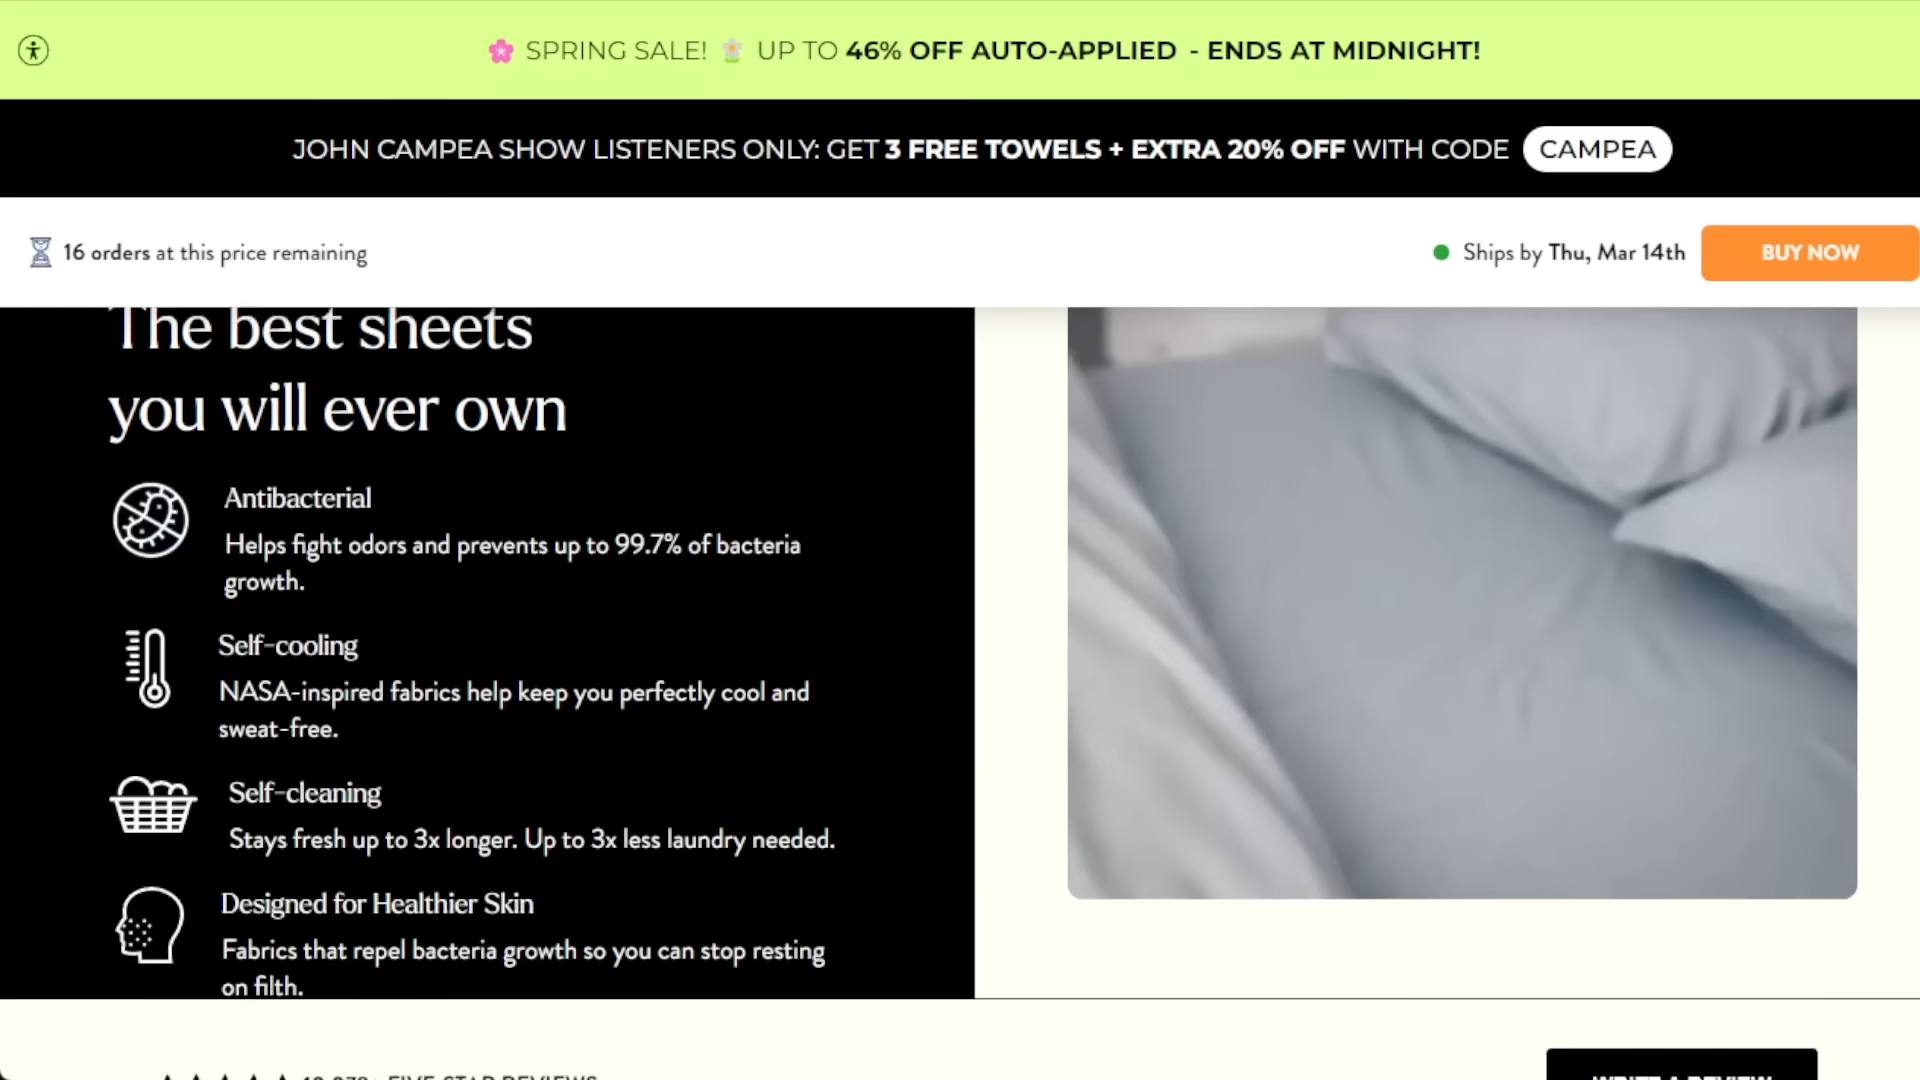 🌸 SPRING SALE! 🌼 UP TO 46% OFF AUTO-APPLIED - ENDS AT MIDNIGHT!
JOHN CAMPEA SHOW LISTENERS ONLY: GET 3 FREE TOWELS + EXTRA 20% OFF WITH CODE CAMPEA
16 orders at this price remaining
Ships by Thu, Mar 14th
BUY NOW
The best sheets
you will ever own
Antibacterial
Helps fight odors and prevents up to 99.7% of bacteria
growth.
Self-cooling
NASA-inspired fabrics help keep you perfectly cool and
sweat-free.
Self-cleaning
Stays fresh up to 3x longer. Up to 3x less laundry needed.
Designed for Healthier Skin
Fabrics that repel bacteria growth so you can stop resting
on filth.
FIVE STAR REVIEWS
WRITE A REVIEW